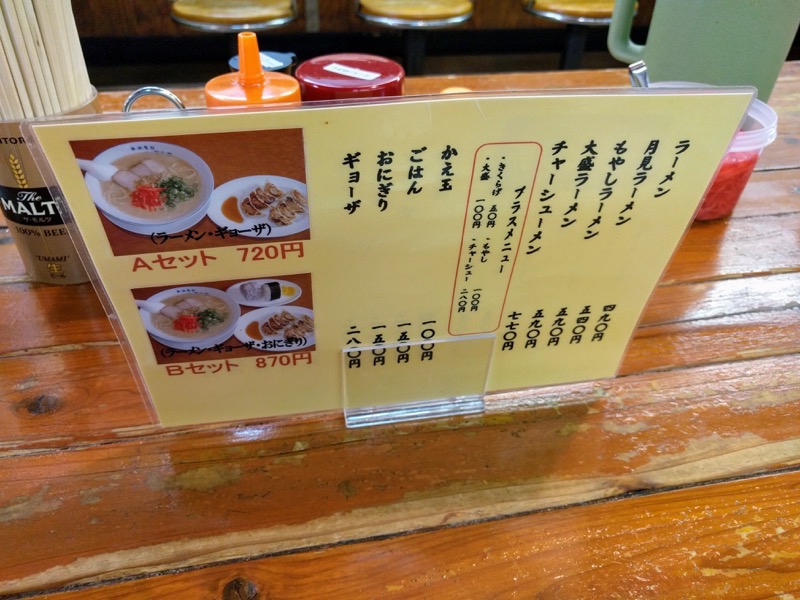 ラーメン 四九〇円
月見ラーメン 五四〇円
もやしラーメン 五九〇円
大盛ラーメン 五九〇円
チャーシューメン 七七〇円
プラスメニュー
・きくらげ 五〇円 ・もやし 一〇〇円
・大盛 一〇〇円 ・チャーシュー 二八〇円
かえ玉 一〇〇円
ごはん 一五〇円
おにぎり 一五〇円
ギョーザ 二八〇円
(ラーメン・ギョーザ)
Aセット 720円
(ラーメン・ギョーザ・おにぎり)
Bセット 870円
The
MALT
ザ・モルツ
100% BEE
UMAMI
生